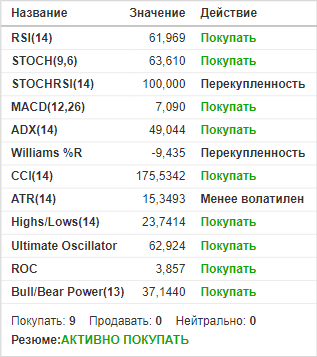 Название Значение Действие
RSI(14) 61,969 Покупать
STOCH(9,6) 63,610 Покупать
STOCHRSI(14) 100,000 Перекупленность
MACD(12,26) 7,090 Покупать
ADX(14) 49,044 Покупать
Williams %R -9,435 Перекупленность
CCI(14) 175,5342 Покупать
ATR(14) 15,3493 Менее волатилен
Highs/Lows(14) 23,7414 Покупать
Ultimate Oscillator 62,924 Покупать
ROC 3,857 Покупать
Bull/Bear Power(13) 37,1440 Покупать
Покупать: 9 Продавать: 0 Нейтрально: 0
Резюме:АКТИВНО ПОКУПАТЬ